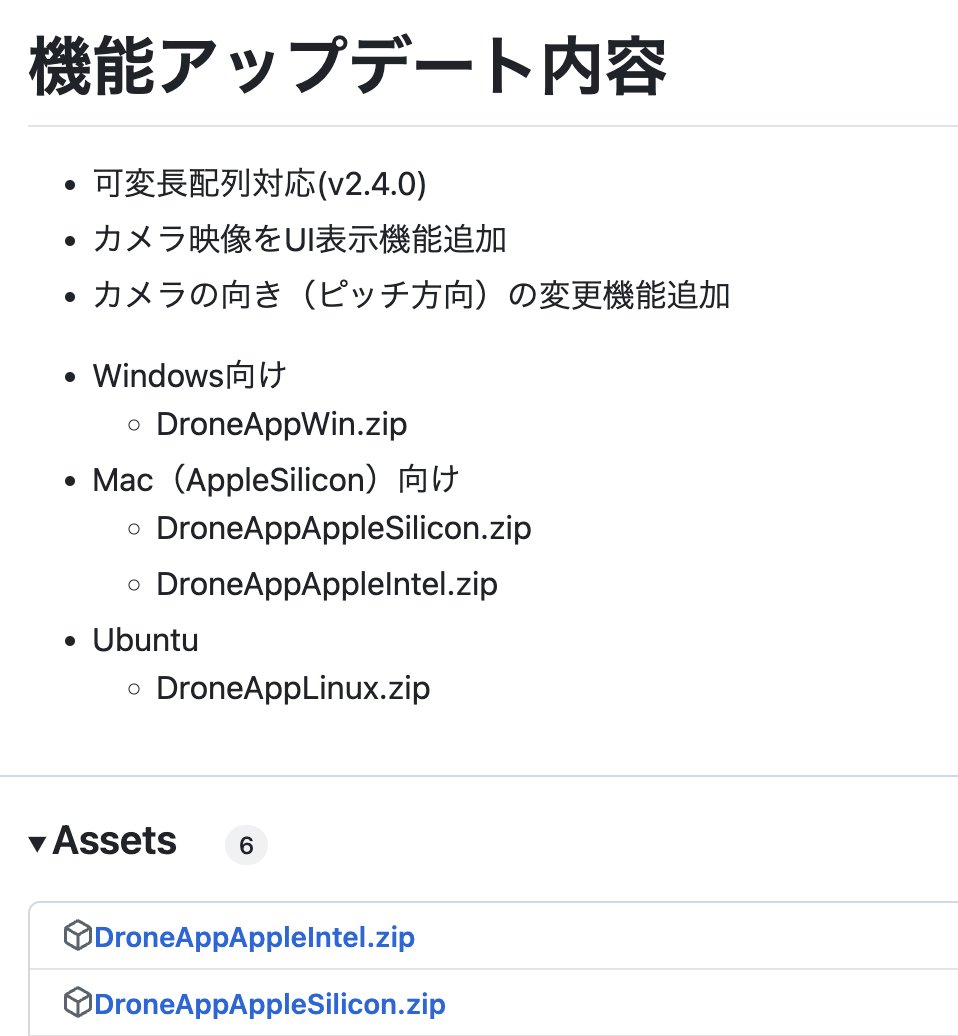 機能アップデート内容
可変長配列対応(v2.4.0)
カメラ映像をUI表示機能追加
カメラの向き（ピッチ方向）の変更機能追加
Windows向け
DroneAppWin.zip
Mac（AppleSilicon）向け
DroneAppAppleSilicon.zip
DroneAppAppleIntel.zip
Ubuntu
DroneAppLinux.zip
Assets 6
DroneAppAppleIntel.zip
DroneAppAppleSilicon.zip